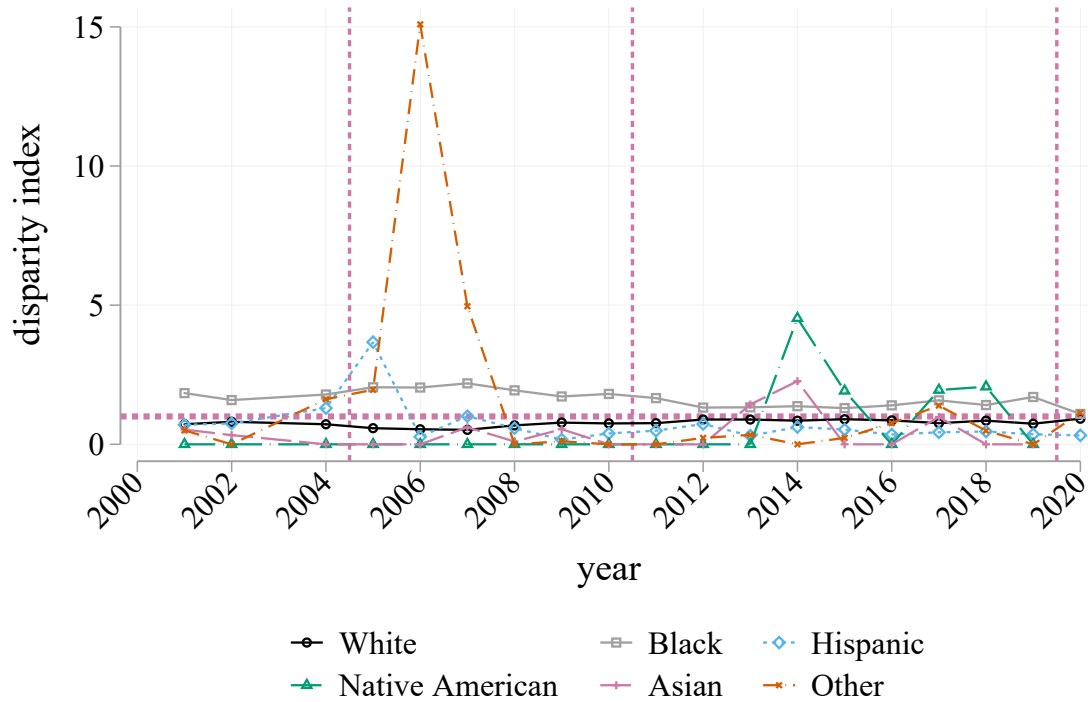 15
10
5
0
disparity index
2000 2002 2004 2006 2008 2010 2012 2014 2016 2018 2020
year
White Black Hispanic
Native American Asian Other